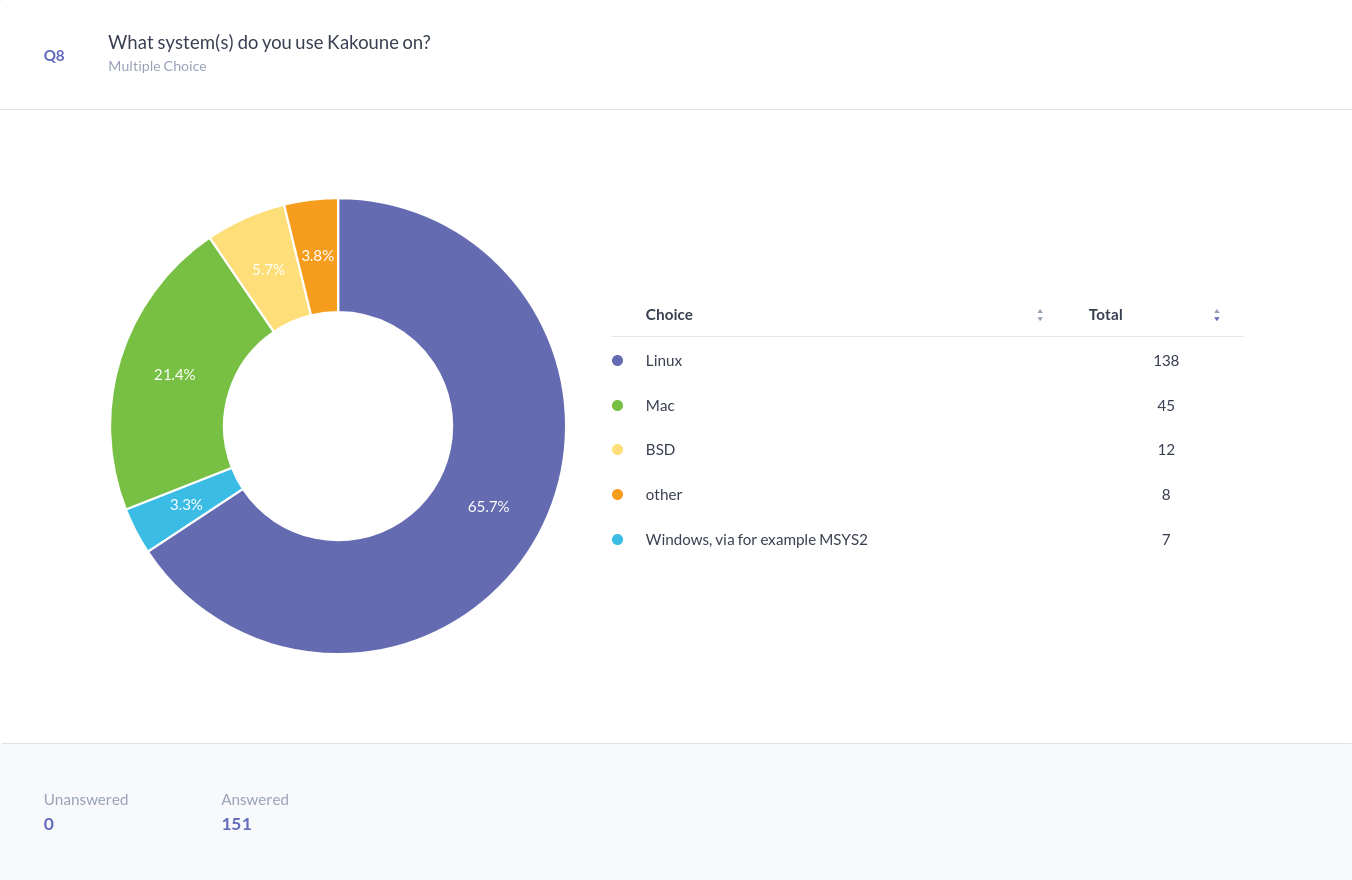 Q8
What system(s) do you use Kakoune on?
Multiple Choice
3.8%
5.7%
21.4%
3.3%
65.7%
Choice Total
Linux 138
Mac 45
BSD 12
other 8
Windows, via for example MSYS2 7
Unanswered Answered
0 151